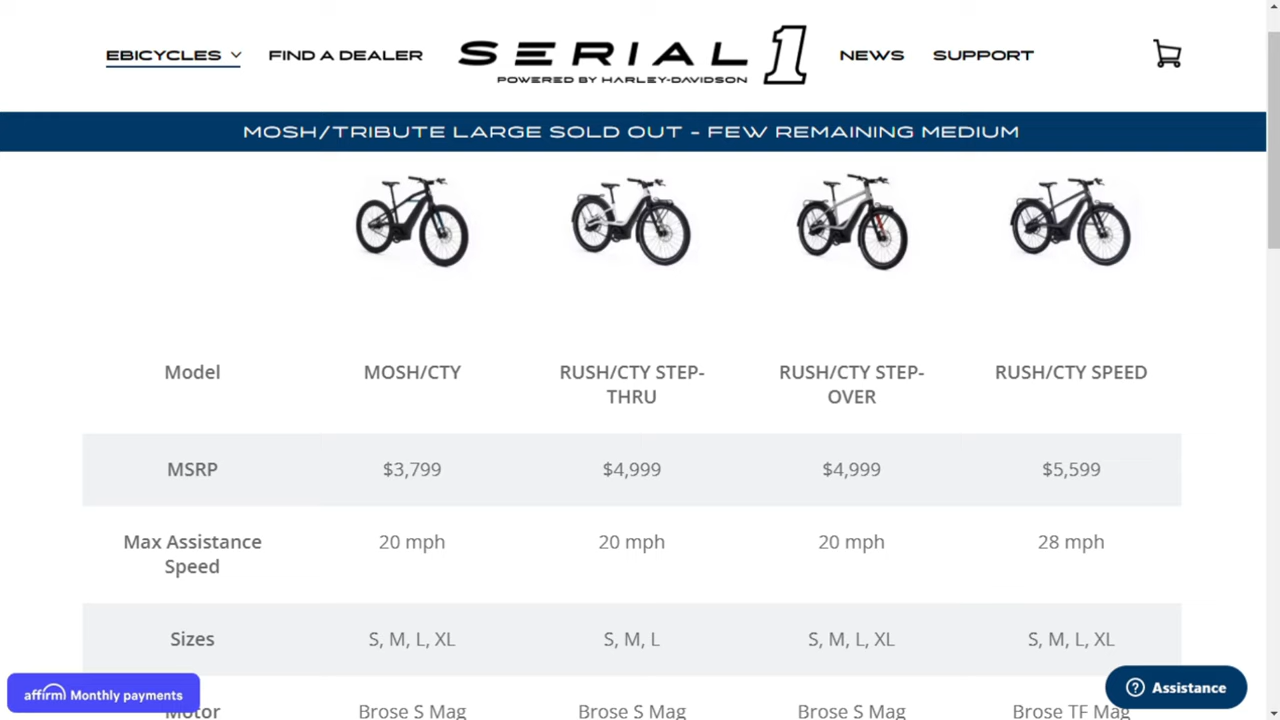 EBICYCLES
FIND A DEALER
SERIAL 1
POWERED BY HARLEY-DAVIDSON
NEWS
SUPPORT
MOSH/TRIBUTE LARGE SOLD OUT - FEW REMAINING MEDIUM
Model MOSH/CTY RUSH/CTY STEP- RUSH/CTY STEP- RUSH/CTY SPEED
THRU OVER
MSRP $3,799 $4,999 $4,999 $5,599
Max Assistance 20 mph 20 mph 20 mph 28 mph
Speed
Sizes S, M, L, XL S, M, L S, M, L, XL S, M, L, XL
Motor Brose S Mag Brose S Mag Brose S Mag Brose TF Mag
affirm Monthly payments
? Assistance